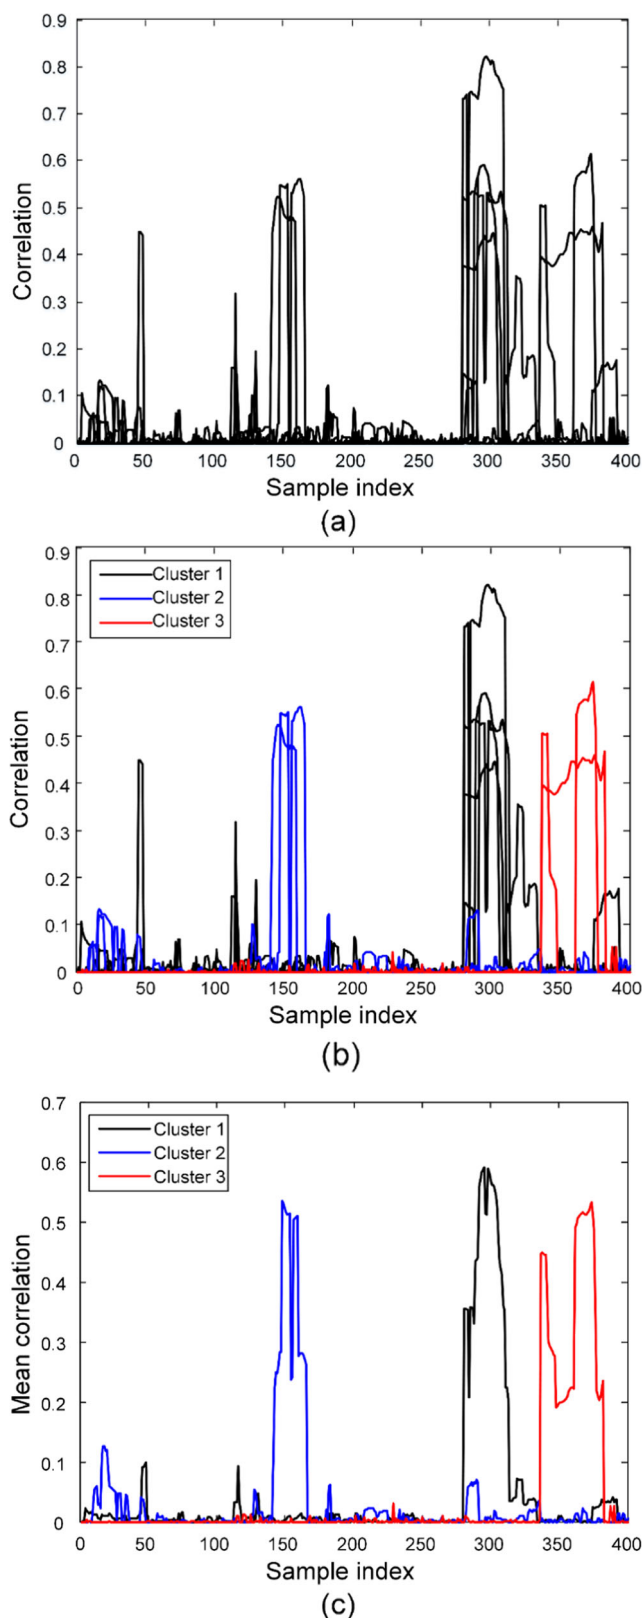 0.9
0.8
0.7
0.6
0.5
0.4
0.3
0.2
0.1
0
Correlation
0 50 100 150 200 250 300 350 400
Sample index
(a)
0.9
0.8
0.7
0.6
0.5
0.4
0.3
0.2
0.1
0
Correlation
Cluster 1
Cluster 2
Cluster 3
0 50 100 150 200 250 300 350 400
Sample index
(b)
0.7
0.6
0.5
0.4
0.3
0.2
0.1
0
Mean correlation
Cluster 1
Cluster 2
Cluster 3
0 50 100 150 200 250 300 350 400
Sample index
(c)